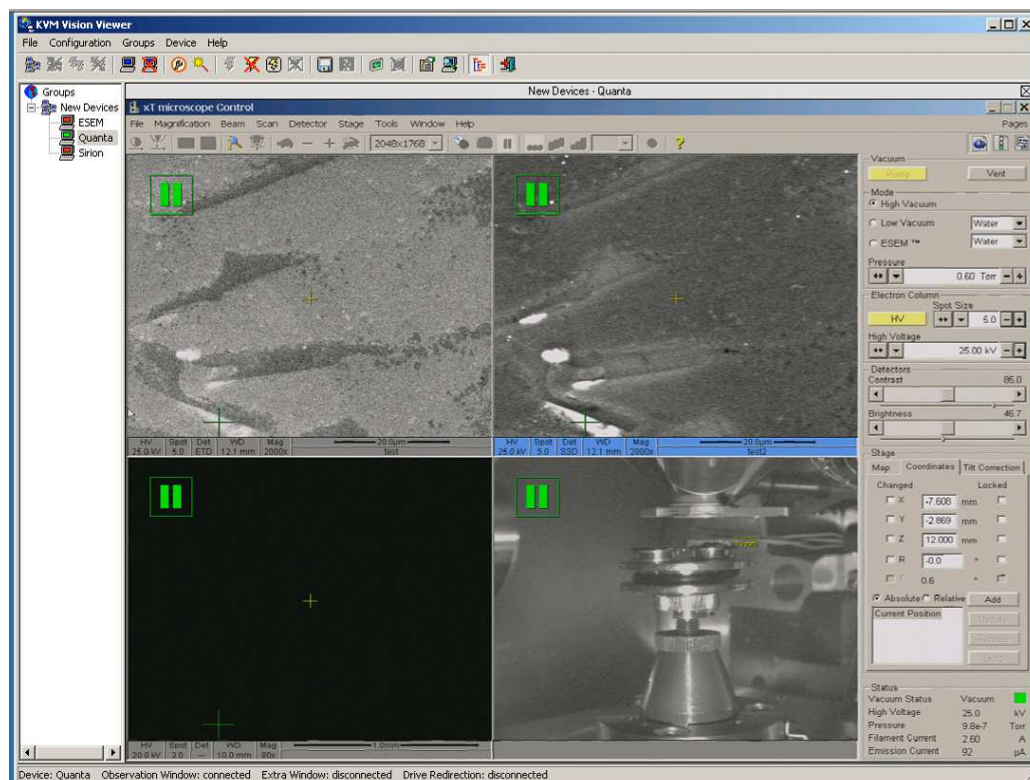 KVM Vision Viewer
File Configuration Groups Device Help
Groups
New Devices
ESEM
Quanta
Sirion
New Devices - Quanta
xT microscope Control
File Magnification Beam Scan Detector Stage Tools Window Help
Pages
2048x1768
Vacuum
Pump Vent
Mode
High Vacuum
Low Vacuum Water
ESEM ™ Water
Pressure
0.60 Torr
Electron Column
Spot Size
HV 5.0
High Voltage
25.00 kV
Detectors
Contrast 85.0
Brightness 46.7
HV Spot Det WD Mag 20.0µm
25.0 kV 5.0 ETD 12.1 mm 2000x test
HV Spot Det WD Mag 20.0µm
25.0 kV 5.0 SSD 12.1 mm 2000x test2
Stage
Map Coordinates Tilt Correction
Changed Locked
X -7.608 mm
Y -2.869 mm
Z 12.000 mm
R -0.0 °
T 0.6 °
Absolute Relative Add
Current Position
Update
Remove
Status
Vacuum Status Vacuum
High Voltage 25.0 kV
Pressure 9.8e-7 Torr
Filament Current 2.60 A
Emission Current 92 µA
HV Spot Det WD Mag 1.0mm
20.0 kV 3.0 --- 10.0 mm 80x
Device: Quanta Observation Window: connected Extra Window: disconnected Drive Redirection: disconnected